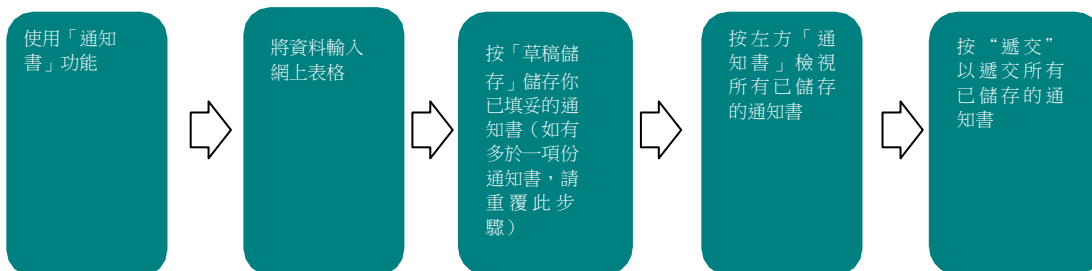 使用「通知
書」功能
將資料輸入
網上表格
按「草稿儲
存」儲存你
已填妥的通
知書（如有
多於一項份
通知書，請
重覆此步
驟）
按左方「通
知書」檢視
所有已儲存
的通知書
按 “遞交”
以遞交所有
已儲存的通
知書